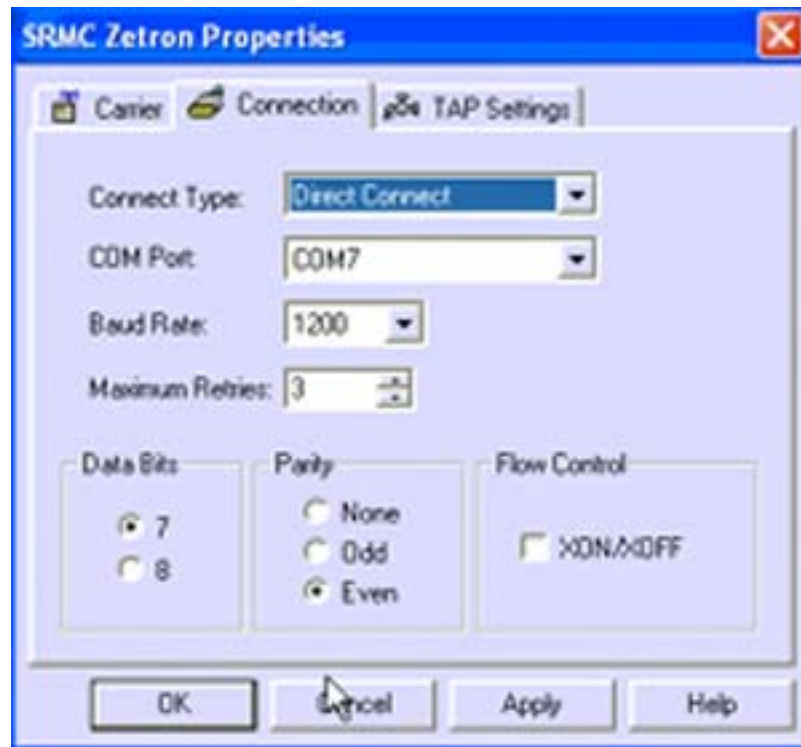 SRMC Zetron Properties
Carrier Connection TAP Settings
Connect Type: Direct Connect
COM Port: COM7
Baud Rate: 1200
Maximum Retries: 3
Data Bits Parity Flow Control
7
8
None
Odd
Even
XON/XOFF
OK Cancel Apply Help